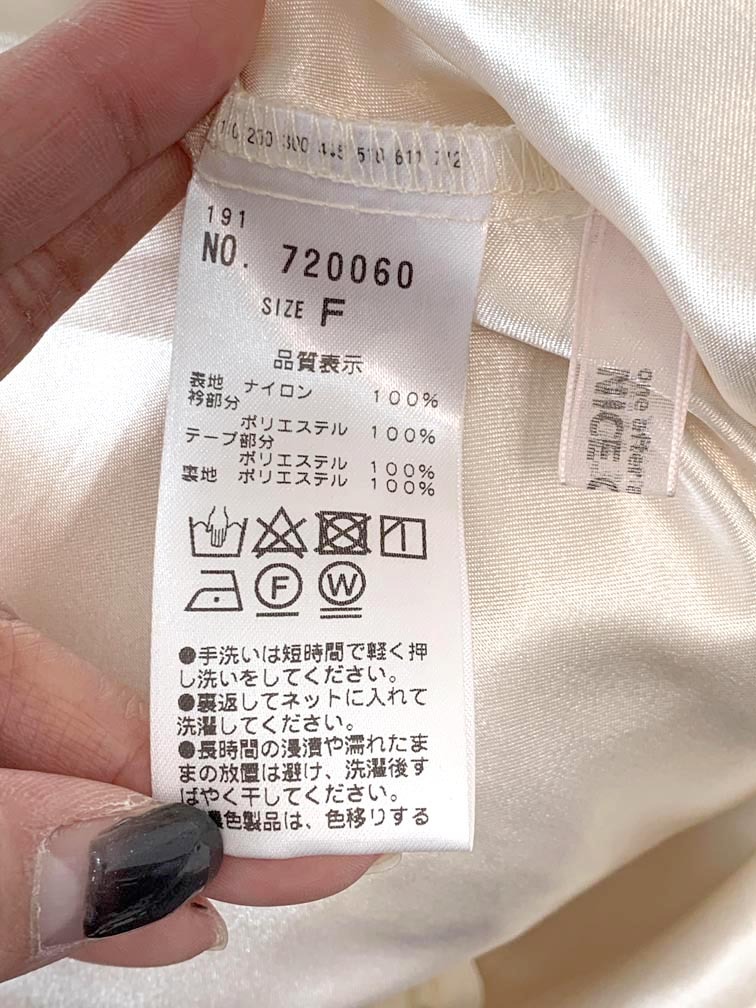 191
NO. 720060
SIZE F
品質表示
表地 ナイロン 100%
衿部分
ポリエステル 100%
テープ部分
ポリエステル 100%
裏地 ポリエステル 100%
F W
●手洗いは短時間で軽く押
し洗いをしてください。
●裏返してネットに入れて
洗濯してください。
●長時間の浸漬や濡れたま
まの放置は避け、洗濯後す
ばやく干してください。
濃色製品は、色移りする
NICE